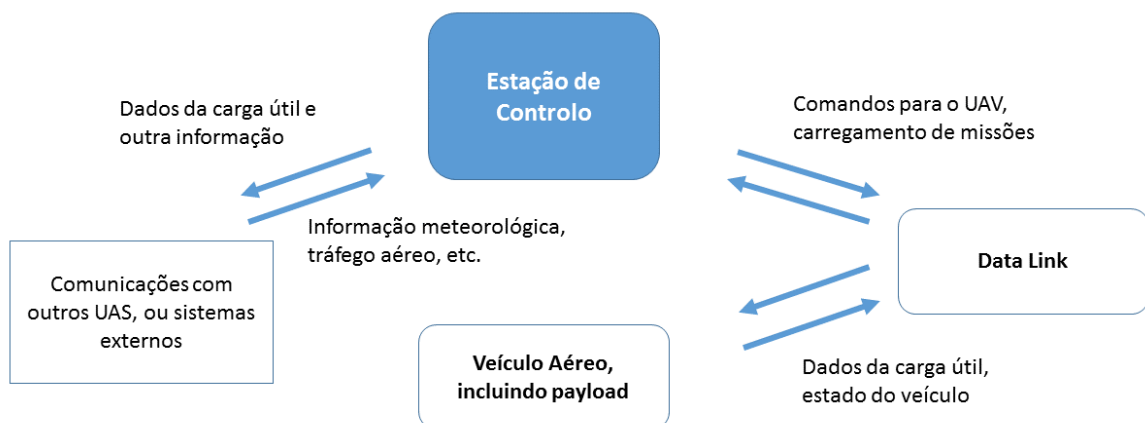 Estação de
Controlo
Dados da carga útil e
outra informação
Comandos para o UAV,
carregamento de missões
Informação meteorológica,
tráfego aéreo, etc.
Comunicações com
outros UAS, ou sistemas
externos
Data Link
Veículo Aéreo,
incluindo payload
Dados da carga útil,
estado do veículo